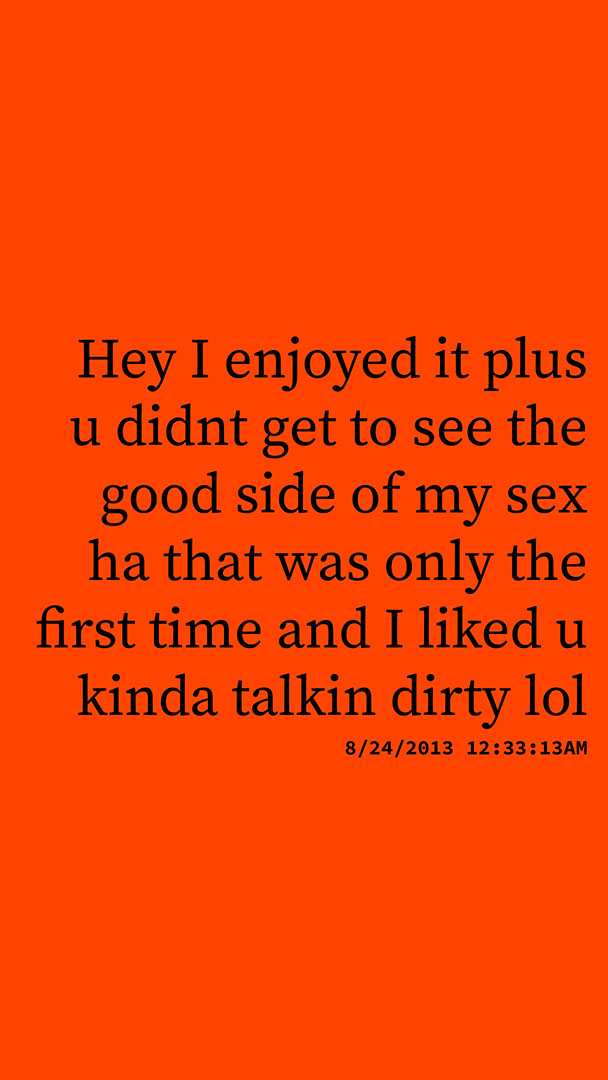 Hey I enjoyed it plus
u didnt get to see the
good side of my sex
ha that was only the
first time and I liked u
kinda talkin dirty lol
8/24/2013 12:33:13AM